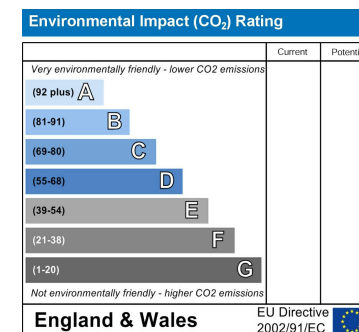 Environmental Impact (CO₂) Rating
Current Potenti
Very environmentally friendly - lower CO2 emissions
(92 plus) A
(81-91) B
(69-80) C
(55-68) D
(39-54) E
(21-38) F
(1-20) G
Not environmentally friendly - higher CO2 emissions
England & Wales
EU Directive
2002/91/EC